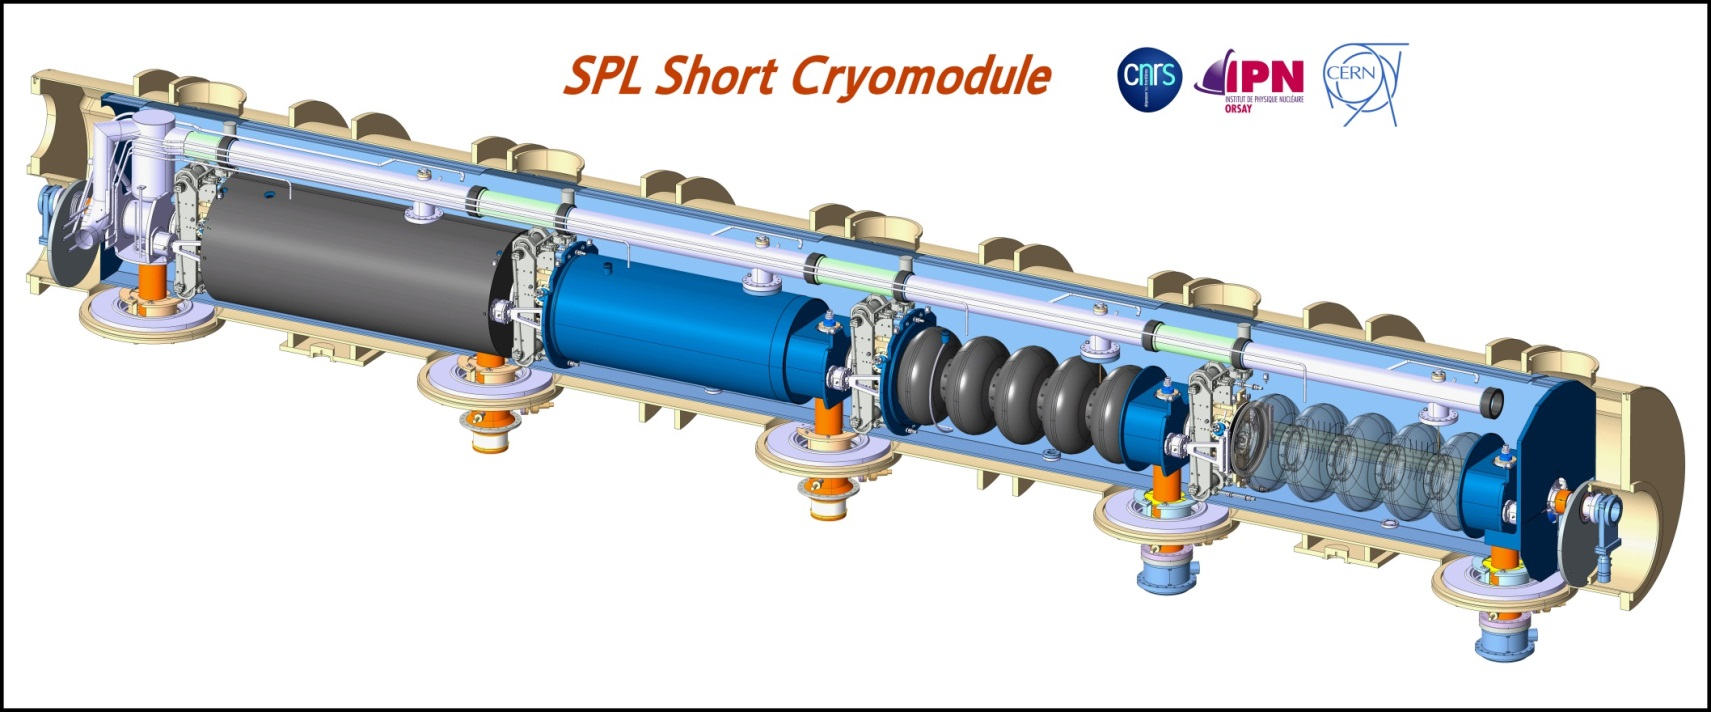 SPL Short Cryomodule
cnrs
IPN
INSTITUT DE PHYSIQUE NUCLÉAIRE
ORSAY
CERN